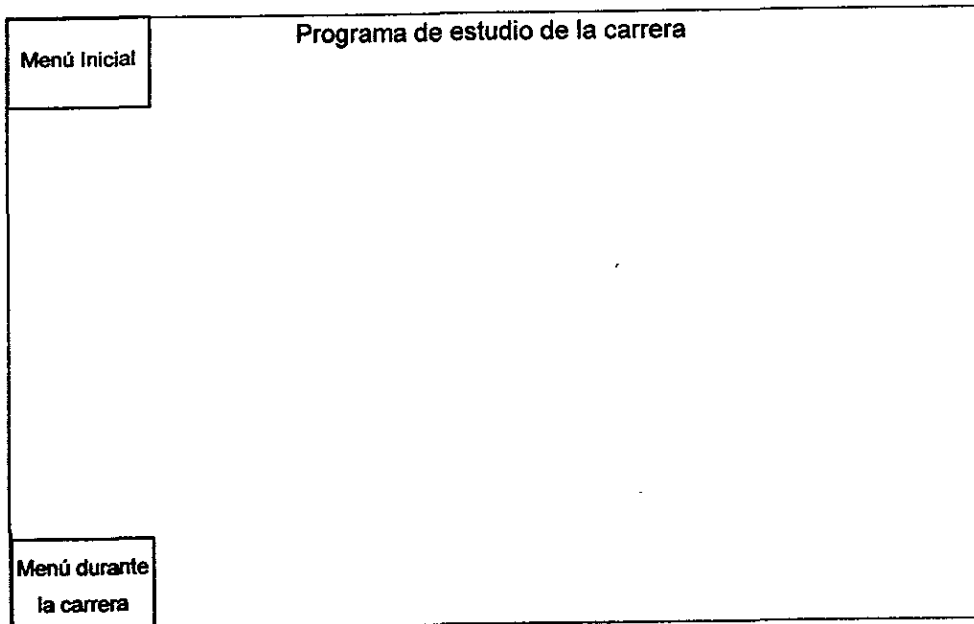 Programa de estudio de la carrera
Menú Inicial
Menú durante
la carrera